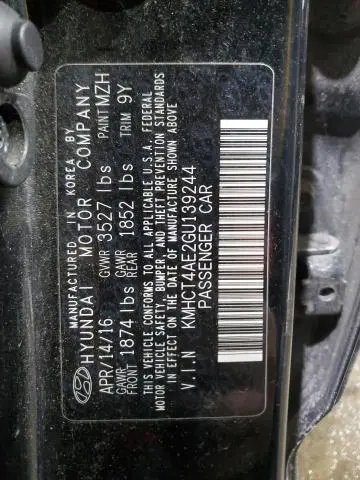 MANUFACTURED IN KOREA BY
HYUNDAI MOTOR COMPANY
APR/14/16 GVWR 3527 lbs PAINT MZH
GAWR FRONT 1874 lbs GAWR REAR 1852 lbs TRIM 9Y
THIS VEHICLE CONFORMS TO ALL APPLICABLE U.S.A. FEDERAL
MOTOR VEHICLE SAFETY, BUMPER, AND THEFT PREVENTION STANDARDS
IN EFFECT ON THE DATE OF MANUFACTURE SHOWN ABOVE
V I N KMHCT4AE2GU139244
PASSENGER CAR